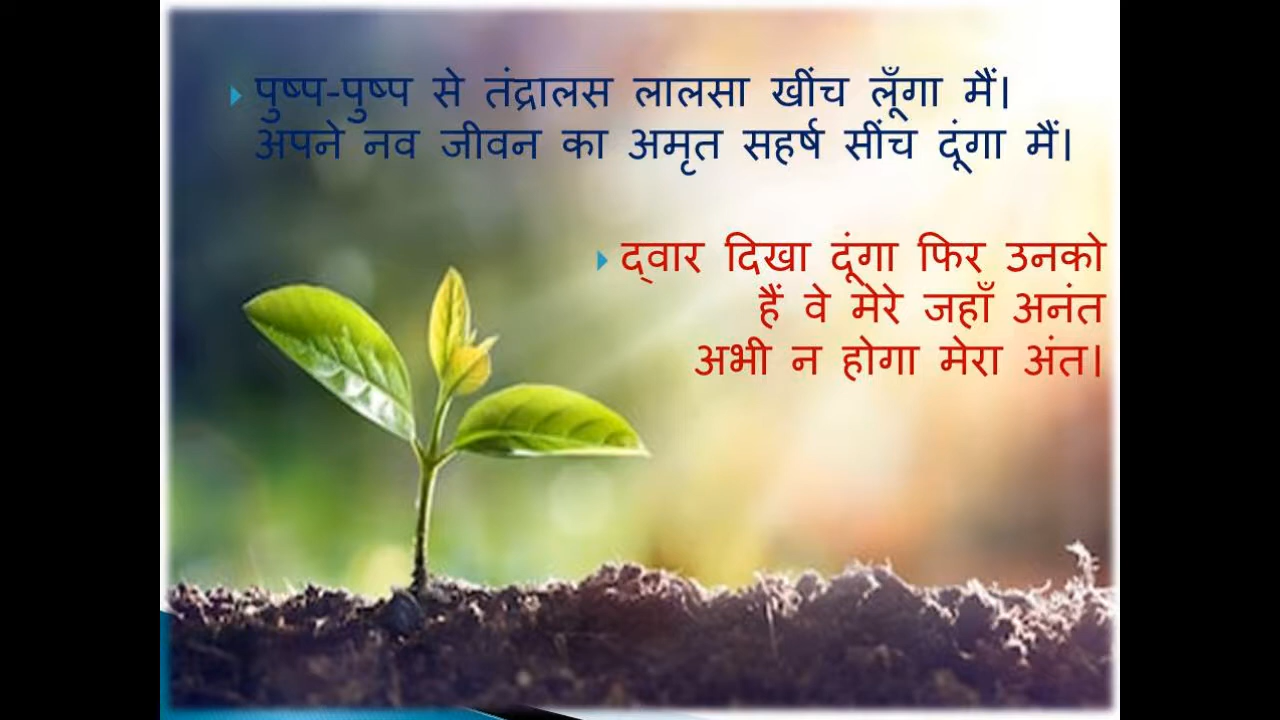 पुष्प-पुष्प से तंद्रालस लालसा खींच लूँगा मैं।
अपने नव जीवन का अमृत सहर्ष सींच दूंगा मैं।
द्वार दिखा दूंगा फिर उनको
हैं वे मेरे जहाँ अनंत
अभी न होगा मेरा अंत।